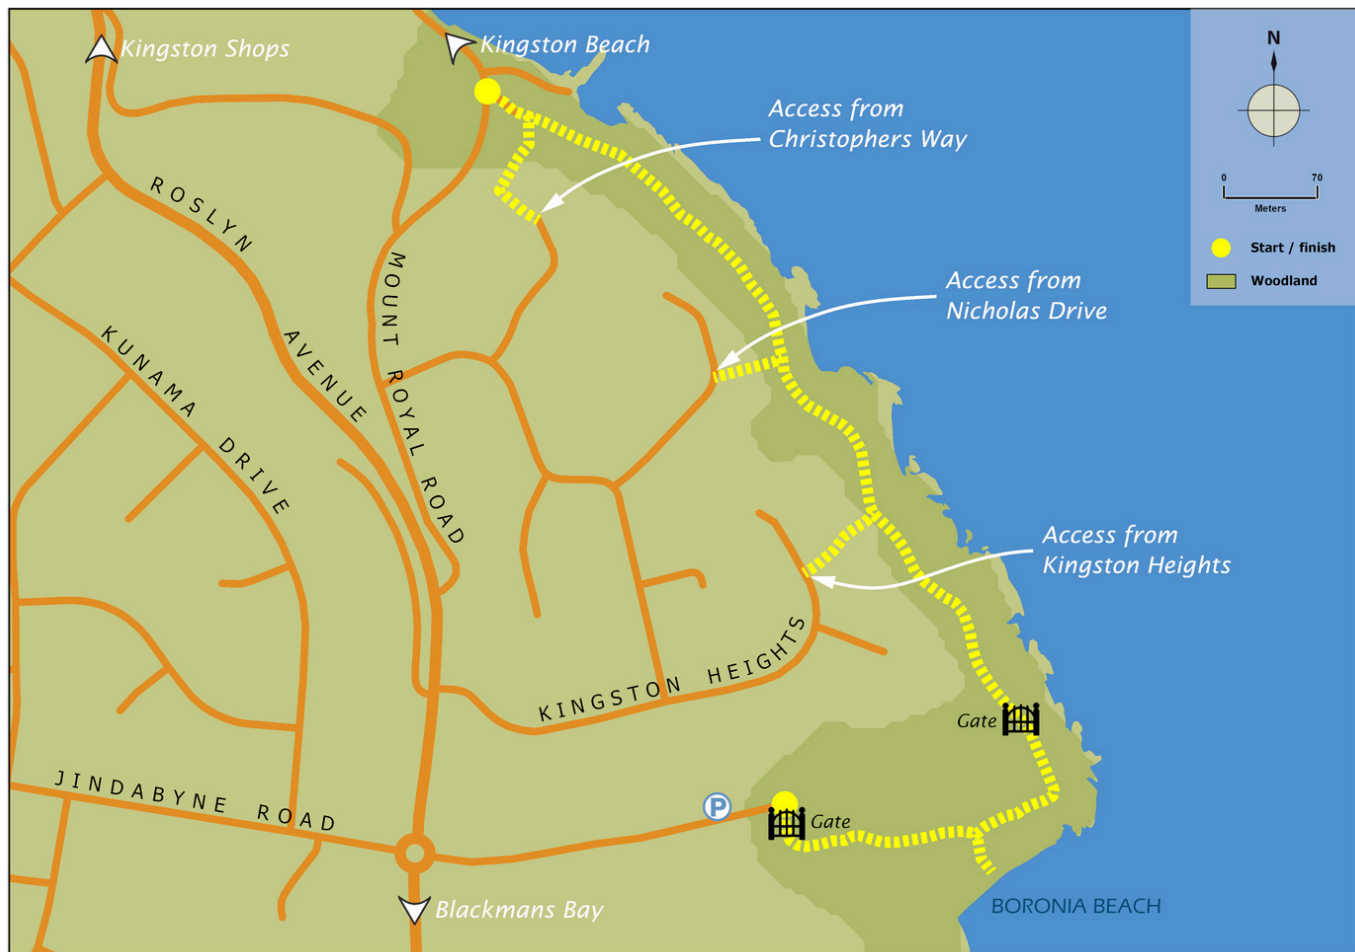 Kingston Shops
Kingston Beach
N
0 70
Meters
Start / finish
Woodland
Access from
Christophers Way
Access from
Nicholas Drive
Access from
Kingston Heights
ROSLYN AVENUE
MOUNT ROYAL ROAD
KUNAMA DRIVE
KINGSTON HEIGHTS
Gate
JINDABYNE ROAD
P
Gate
Blackmans Bay
BORONIA BEACH